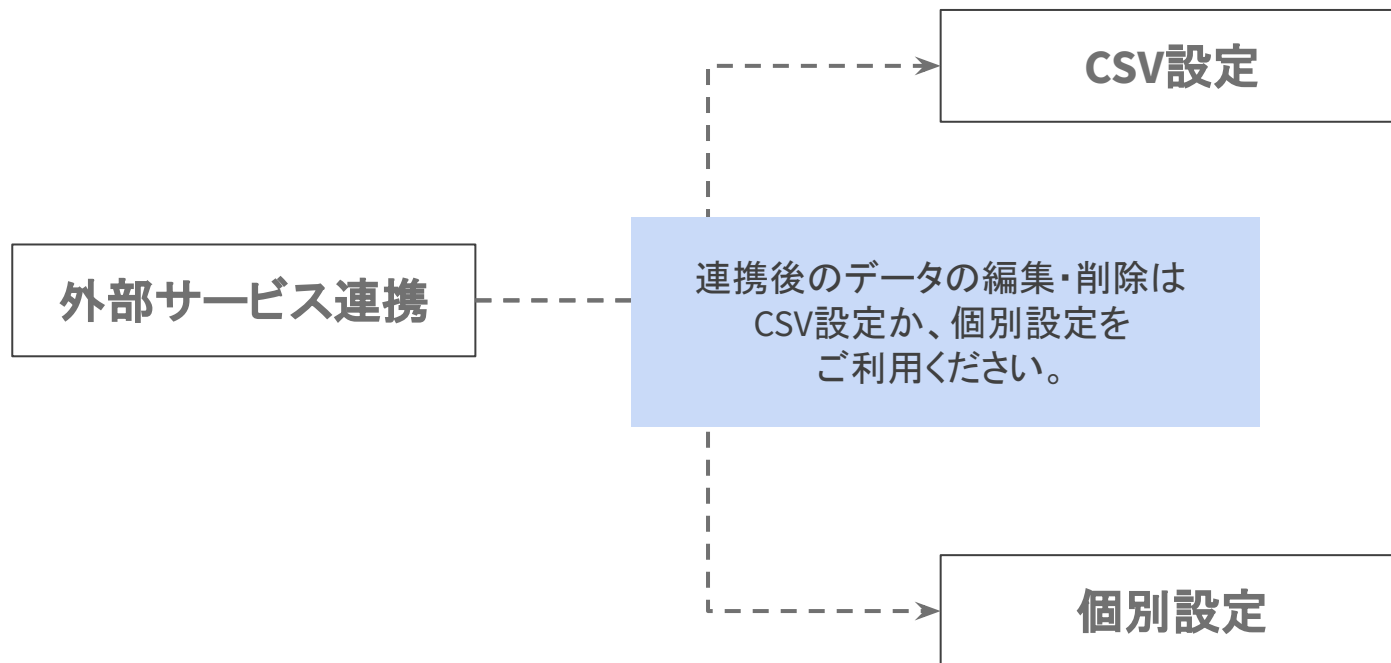 CSV設定
外部サービス連携
連携後のデータの編集・削除は
CSV設定か、個別設定を
ご利用ください。
個別設定